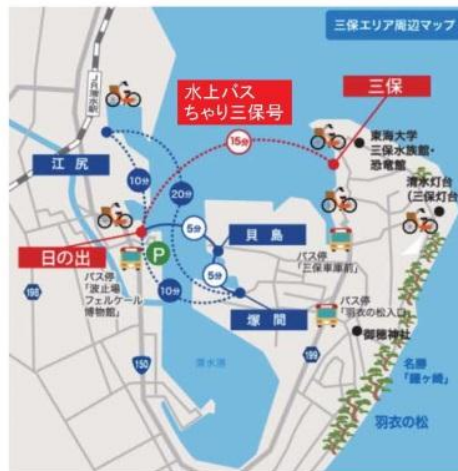 三保エリア周辺マップ
JR清水駅
水上バス
ちゃり三保号
三保
15分
東海大学
三保水族館・
恐竜館
清水灯台
(三保灯台)
江尻
10分
20分
5分
貝島
日の出
P
バス停
「波止場
フェルケール
博物館」
5分
10分
塚間
バス停
「三保車庫前」
バス停
「羽衣の松入口」
御穂神社
198
150
199
清水港
名勝
「鎌ヶ崎」
羽衣の松